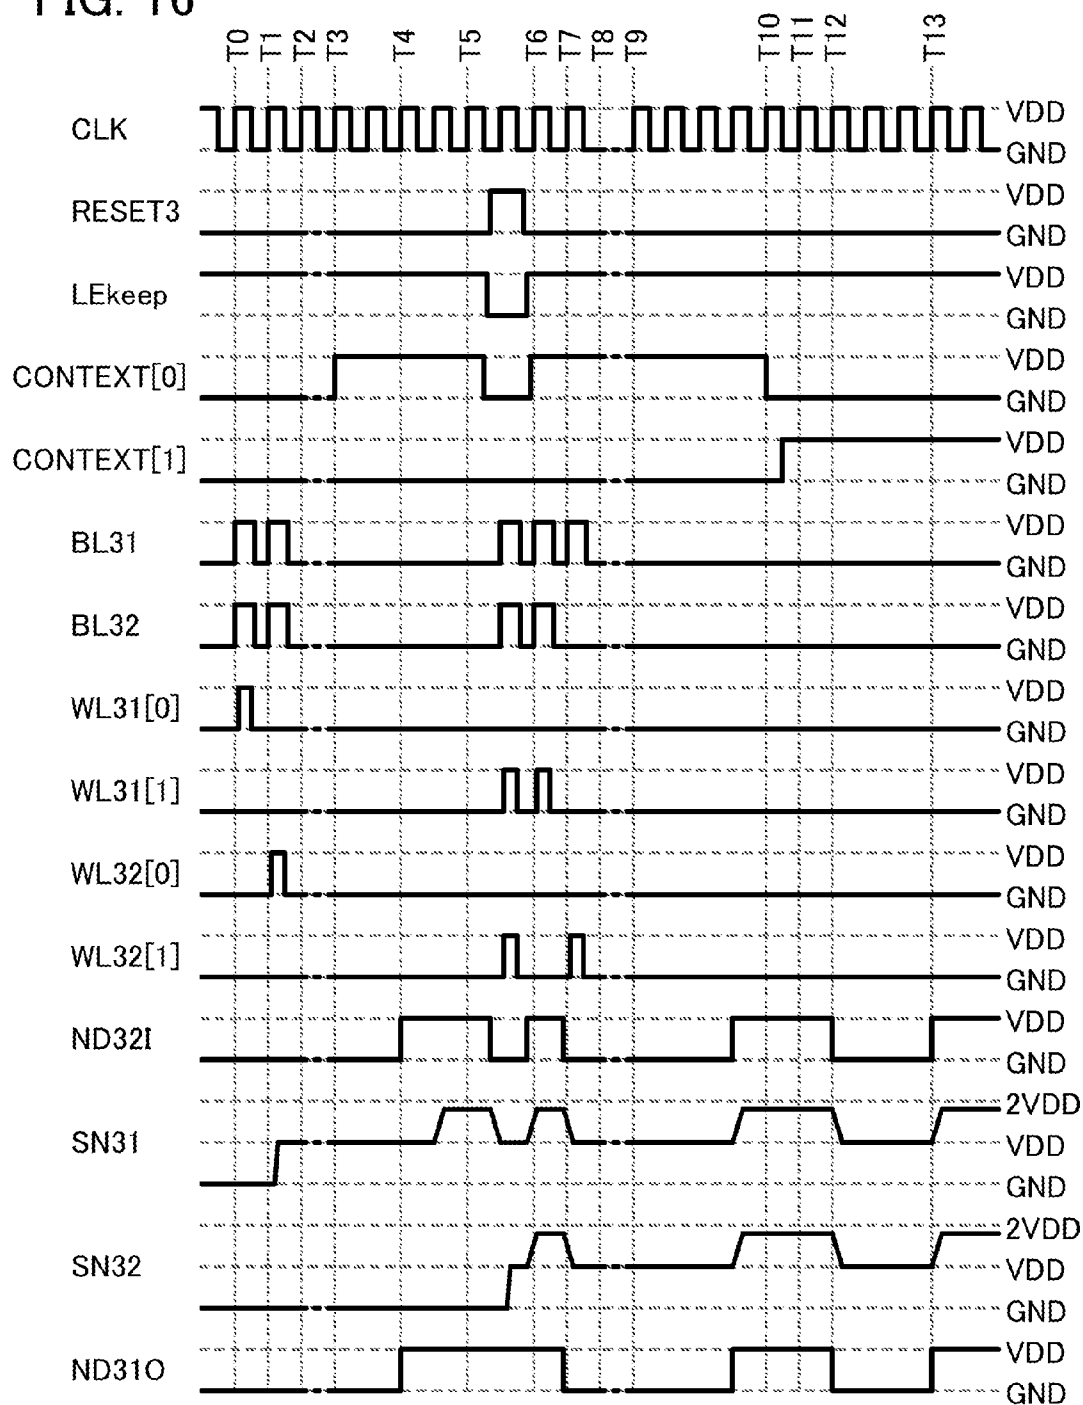 FIG. 16
T0 T1 T2 T3 T4 T5 T6 T7 T8 T9 T10 T11 T12 T13
CLK VDD
GND
RESET3 VDD
GND
LEkeep VDD
GND
CONTEXT[0] VDD
GND
CONTEXT[1] VDD
GND
BL31 VDD
GND
BL32 VDD
GND
WL31[0] VDD
GND
WL31[1] VDD
GND
WL32[0] VDD
GND
WL32[1] VDD
GND
ND32I VDD
GND
SN31 2VDD
VDD
GND
SN32 2VDD
VDD
GND
ND31O VDD
GND